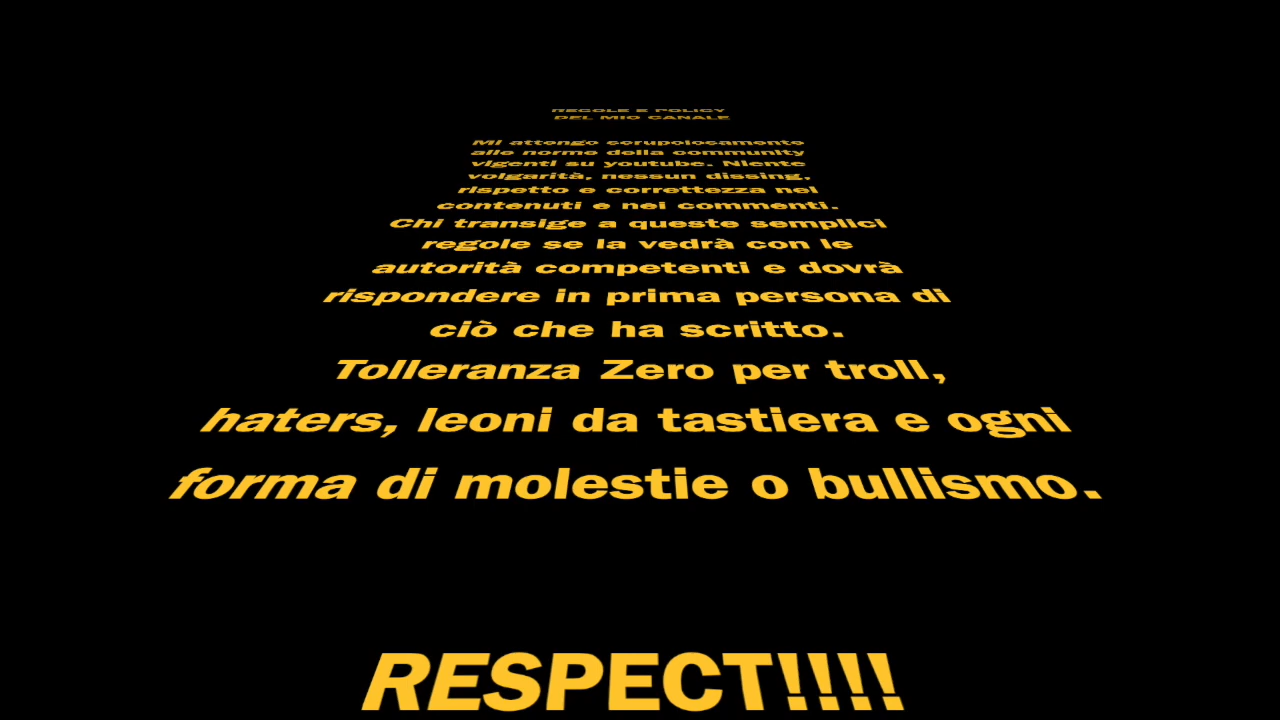 REGOLE E POLICY
DEL MIO CANALE
Mi attengo scrupolosamente
alle norme della community
vigenti su youtube. Niente
volgarità, nessun dissing,
rispetto e correttezza nei
contenuti e nei commenti.
Chi transige a queste semplici
regole se la vedrà con le
autorità competenti e dovrà
rispondere in prima persona di
ciò che ha scritto.
Tolleranza Zero per troll,
haters, leoni da tastiera e ogni
forma di molestie o bullismo.
RESPECT!!!!